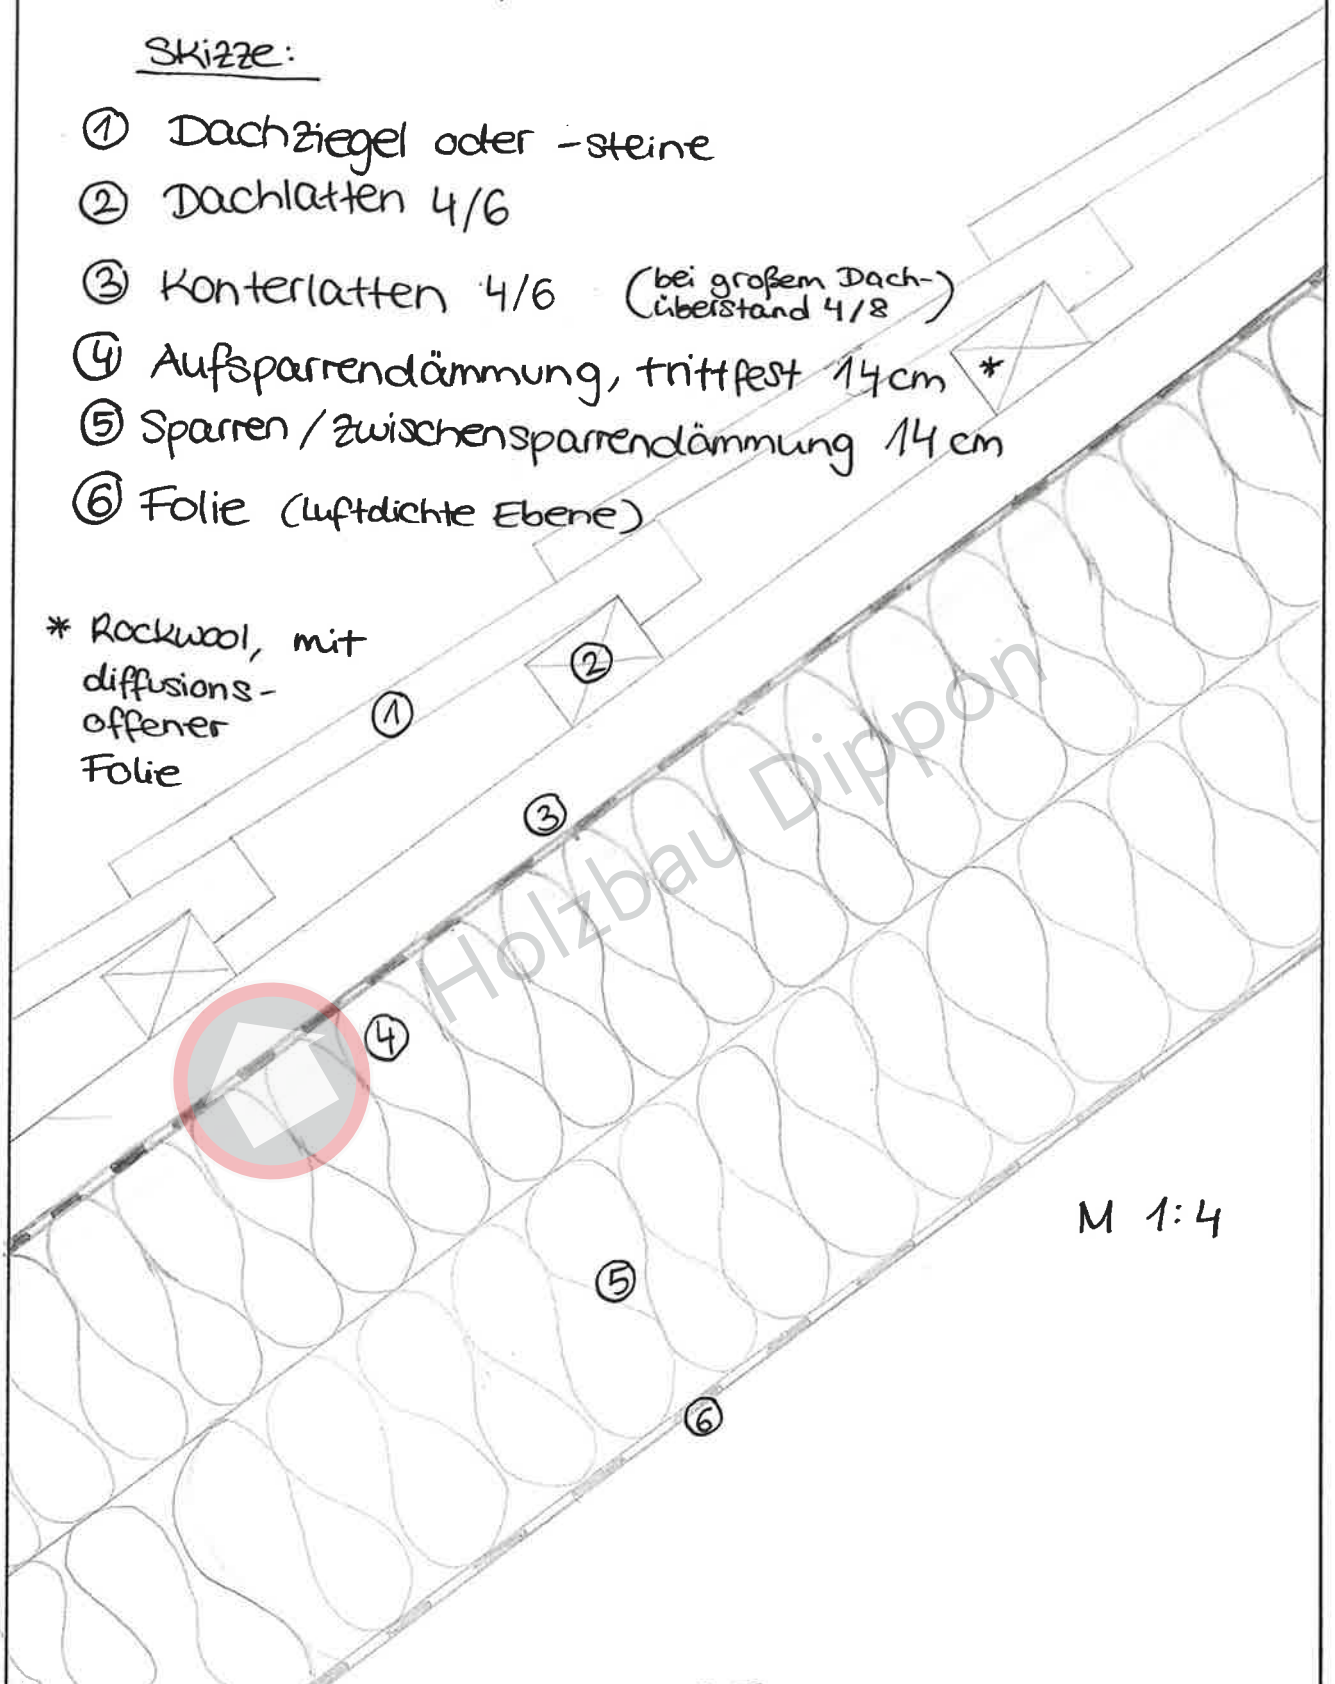 Skizze:
① Dachziegel oder -steine
② Dachlatten 4/6
③ Konterlatten 4/6 (bei großem Dach-
überstand 4/8)
④ Aufsparrendämmung, trittfest 14cm *
⑤ Sparren/zwischensparrendämmung 14cm
⑥ Folie (luftdichte Ebene)
* Rockwool, mit
diffusions-
offener
Folie
②
①
③
Holzbau Dippon
④
M 1:4
⑤
⑥